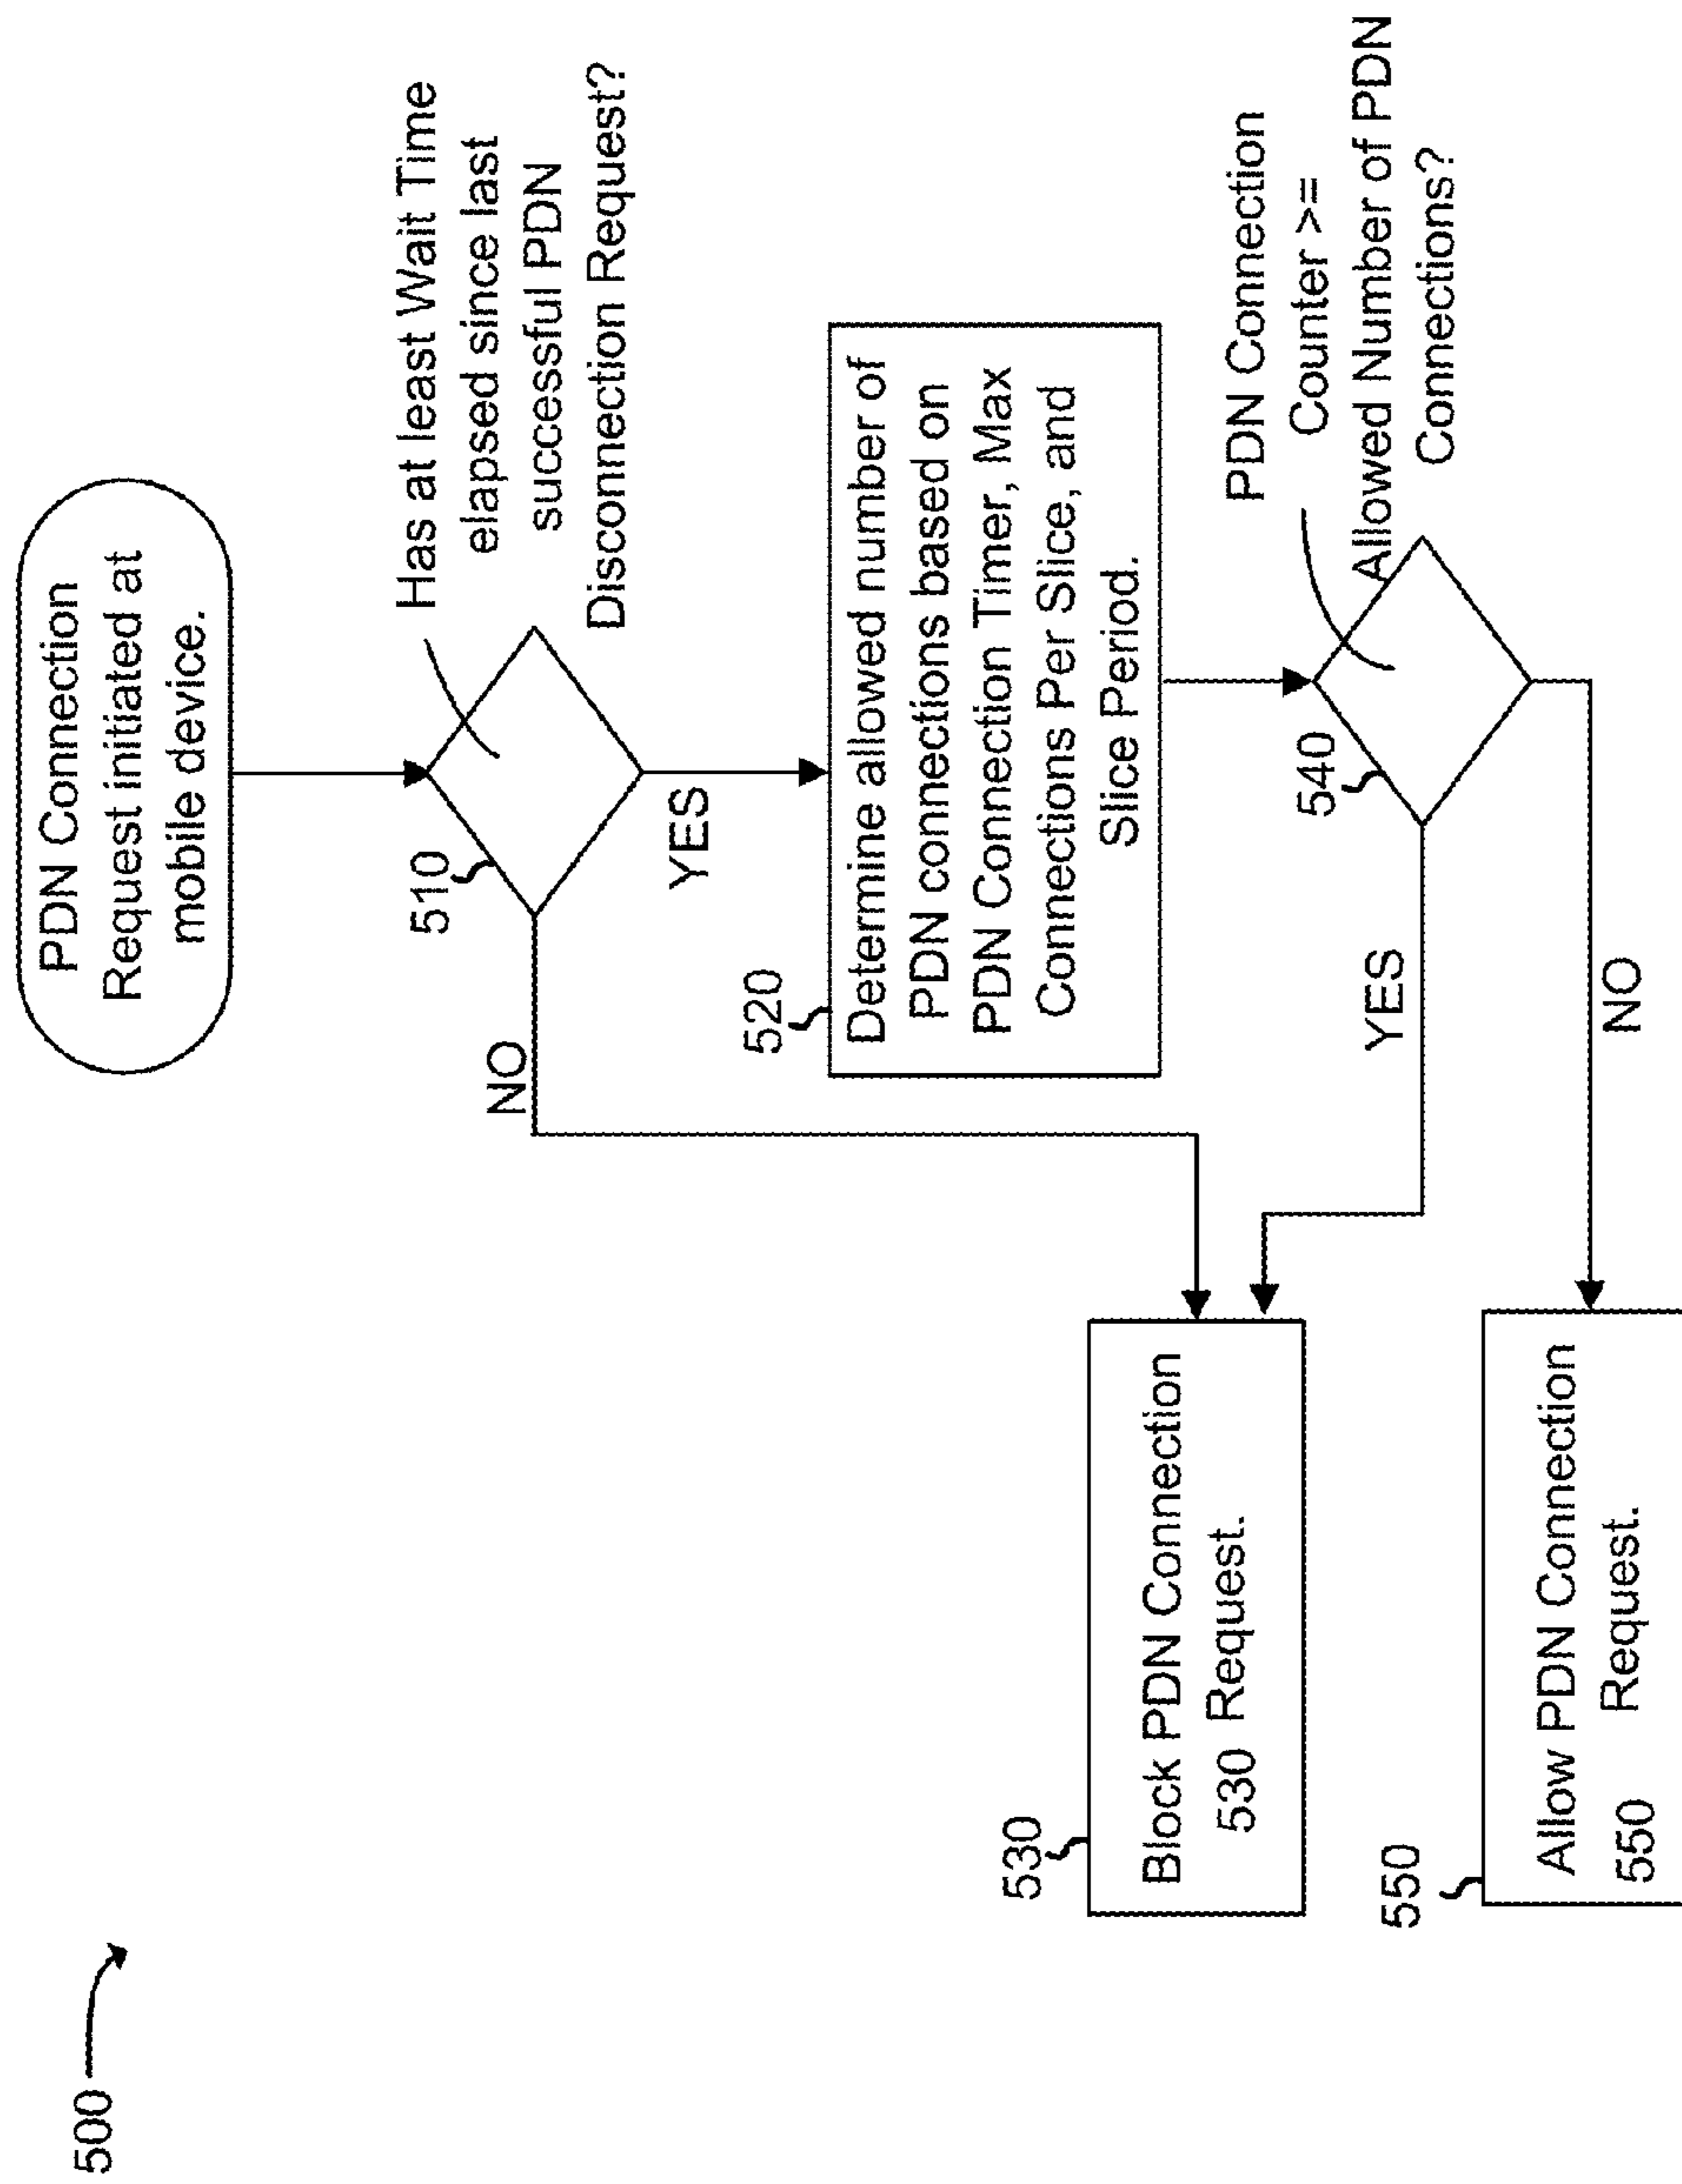 500
PDN Connection
Request initiated at
mobile device.
510
Has at least Wait Time
elapsed since last
successful PDN
Disconnection Request?
NO
YES
520
Determine allowed number of
PDN connections based on
PDN Connection Timer, Max
Connections Per Slice, and
Slice Period.
540
PDN Connection
Counter >=
Allowed Number of PDN
Connections?
YES
NO
530
Block PDN Connection
530 Request.
550
Allow PDN Connection
550 Request.